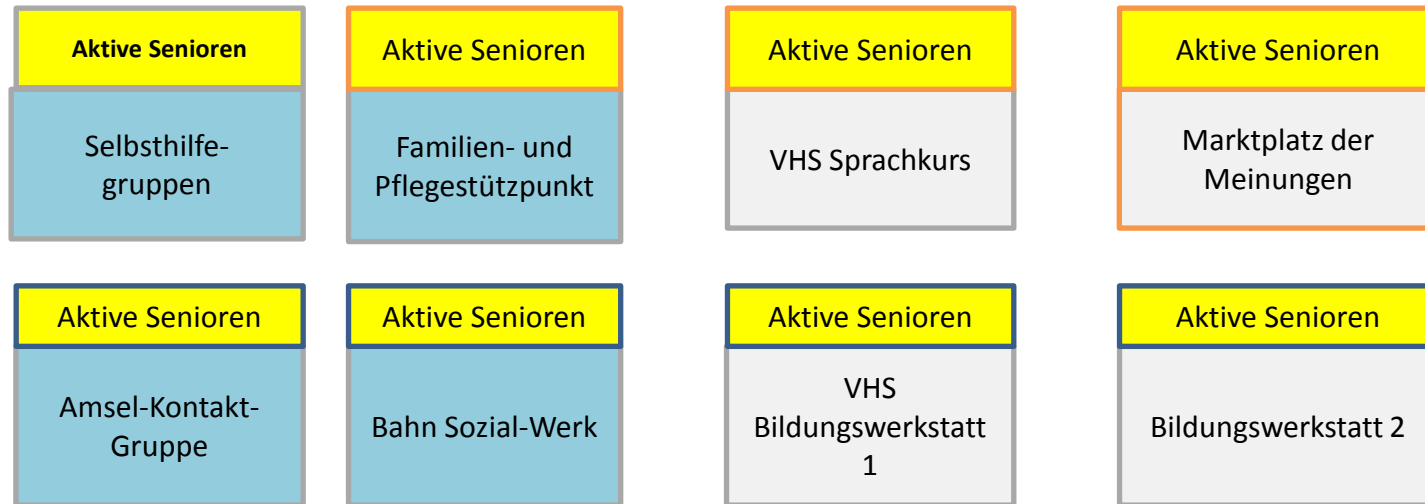 Aktive Senioren
Selbsthilfe-
gruppen
Aktive Senioren
Familien- und
Pflegestützpunkt
Aktive Senioren
VHS Sprachkurs
Aktive Senioren
Marktplatz der
Meinungen
Aktive Senioren
Amsel-Kontakt-
Gruppe
Aktive Senioren
Bahn Sozial-Werk
Aktive Senioren
VHS
Bildungswerkstatt
1
Aktive Senioren
Bildungswerkstatt 2